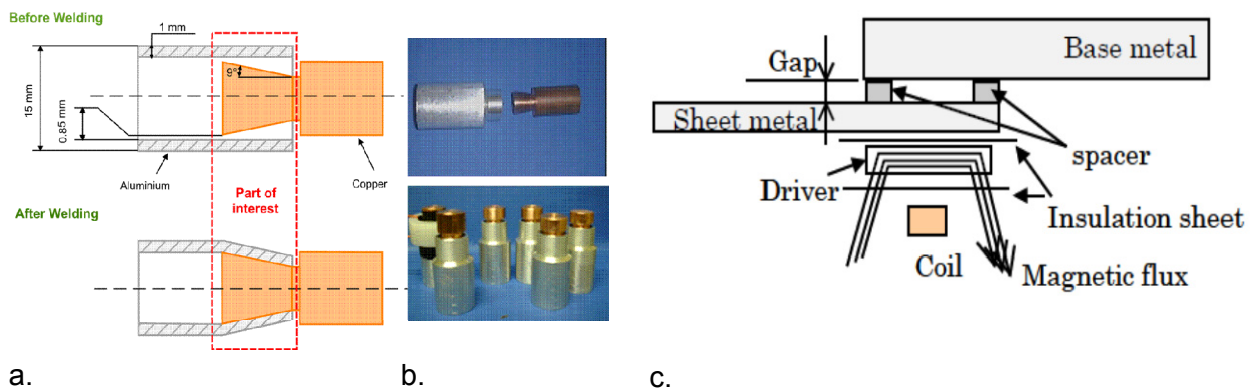 Before Welding
1 mm
15 mm
9°
0.85 mm
Aluminium
Copper
Part of
interest
After Welding
Gap
Base metal
Sheet metal
spacer
Driver
Insulation sheet
Coil
Magnetic flux
a.
b.
c.